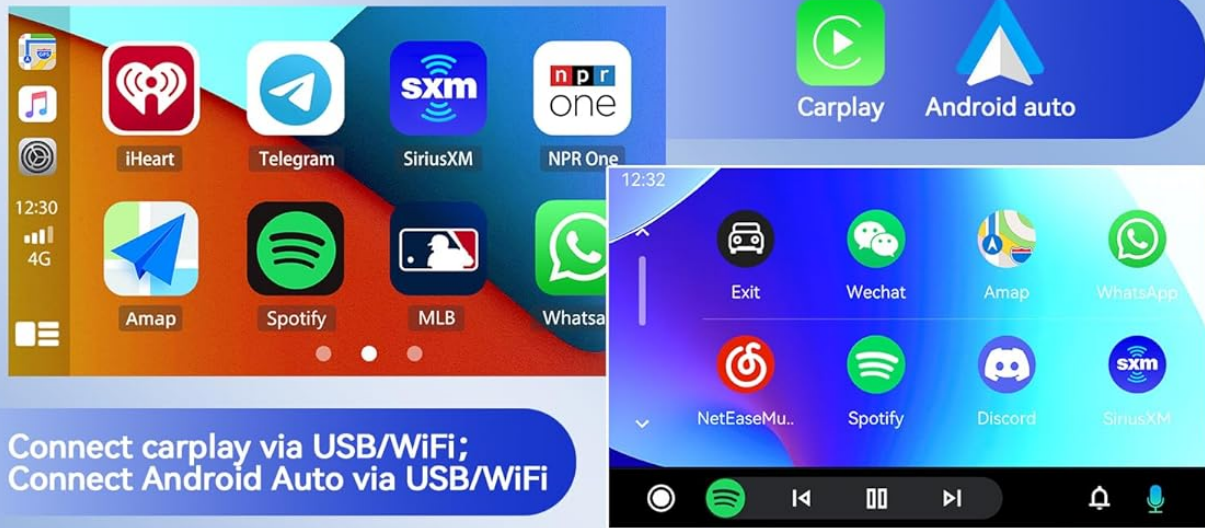 iHeart
Telegram
sxm
SiriusXM
npr
one
NPR One
12:30
4G
Amap
Spotify
MLB
Whatsa
Carplay
Android auto
12:32
Exit
Wechat
Amap
WhatsApp
NetEaseMu..
Spotify
Discord
sxm
SiriusXM
Connect carplay via USB/WiFi;
Connect Android Auto via USB/WiFi